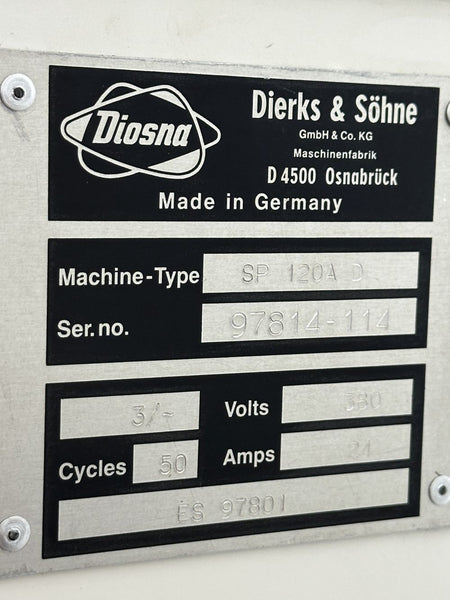 Diosna
Dierks & Söhne
GmbH & Co. KG
Maschinenfabrik
D 4500 Osnabrück
Made in Germany
Machine-Type SP 120A D
Ser.no. 97814-114
3/~ Volts 380
Cycles 50 Amps 24
ES 97801